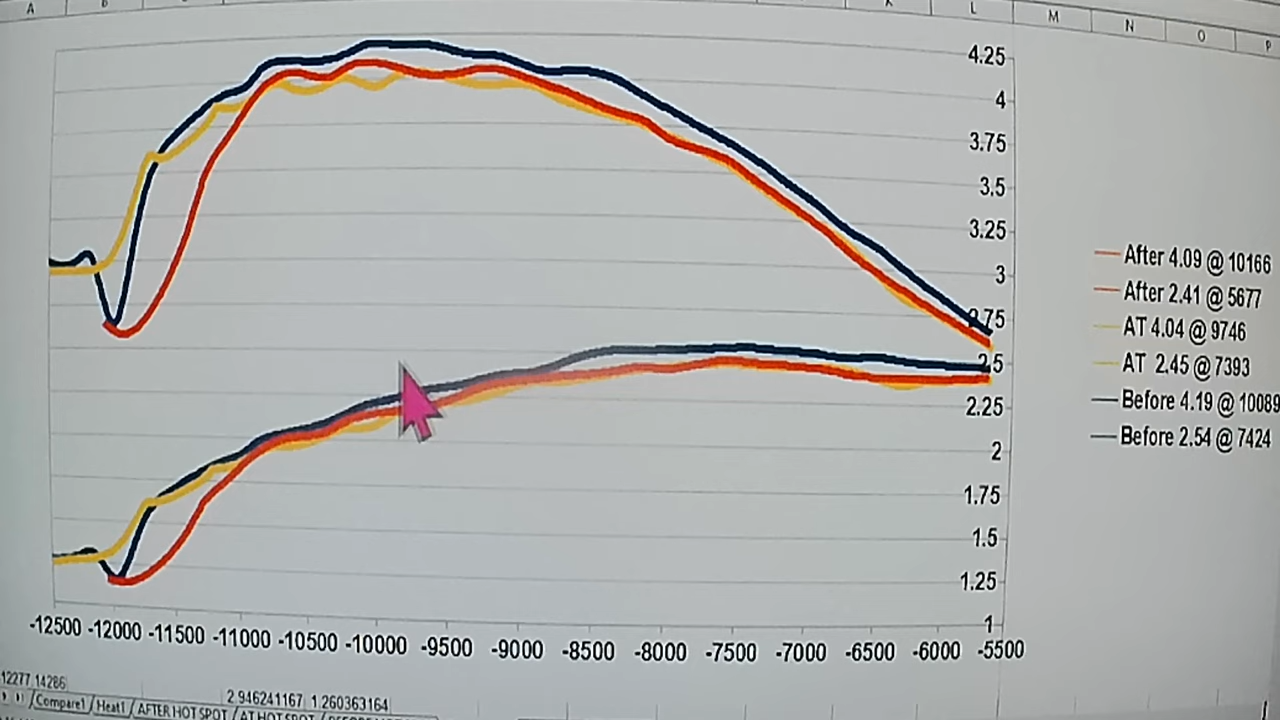 A
L
M
N
O
P
4.25
4
3.75
3.5
3.25
3
2.75
2.5
2.25
2
1.75
1.5
1.25
1
-12500 -12000 -11500 -11000 -10500 -10000 -9500 -9000 -8500 -8000 -7500 -7000 -6500 -6000 -5500
After 4.09 @ 10166
After 2.41 @ 5677
AT 4.04 @ 9746
AT 2.45 @ 7393
Before 4.19 @ 10089
Before 2.54 @ 7424
12277.14286
2.946241167 1.260363164
Compare1 Heat1 AFTER HOT SPOT AT HOT SPOT